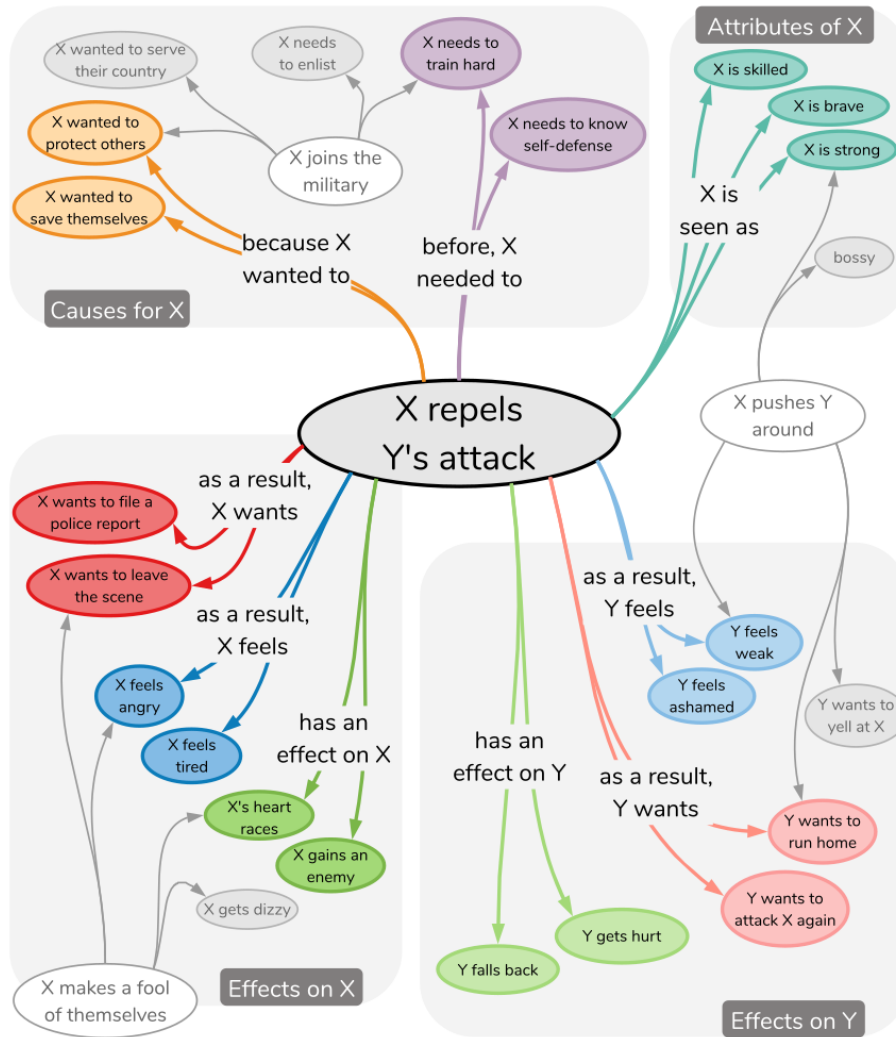 Attributes of X
X wanted to serve
their country
X needs
to enlist
X needs to
train hard
X is skilled
X is brave
X is strong
X wanted to
protect others
X needs to know
self-defense
X joins the
military
X wanted to
save themselves
X is
seen as
because X
wanted to
before, X
needed to
bossy
Causes for X
X repels
Y's attack
X pushes Y
around
as a result,
X wants
X wants to file a
police report
X wants to leave
the scene
as a result,
X feels
as a result,
Y feels
Y feels
weak
Y feels
ashamed
X feels
angry
X feels
tired
has an
effect on X
has an
effect on Y
Y wants to
yell at X
as a result,
Y wants
X's heart
races
X gains an
enemy
Y wants to
run home
Y wants to
attack X again
X gets dizzy
Y gets hurt
Y falls back
X makes a fool
of themselves
Effects on X
Effects on Y